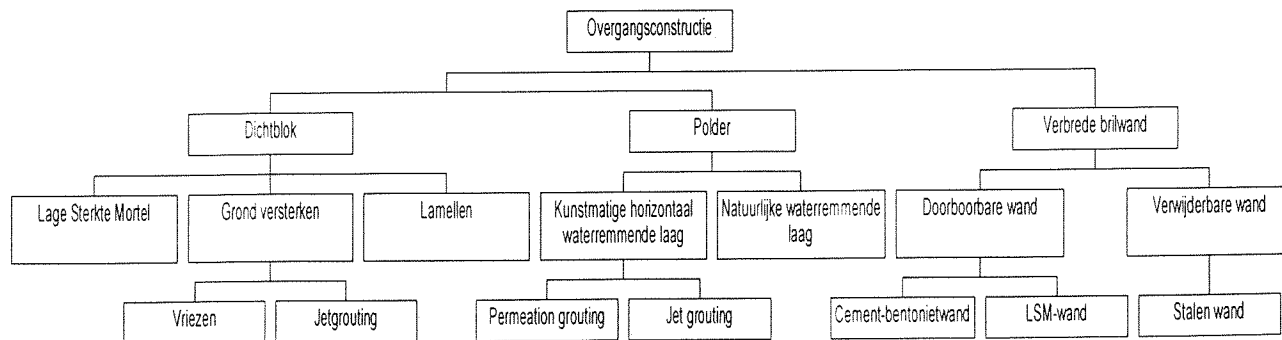 Overgangsconstructie
Dichtblok
Polder
Verbrede brilwand
Lage Sterkte Mortel
Grond versterken
Lamellen
Kunstmatige horizontaal
waterremmende laag
Natuurlijke waterremmende
laag
Doorboorbare wand
Verwijderbare wand
Vriezen
Jetgrouting
Permeation grouting
Jet grouting
Cement-bentonietwand
LSM-wand
Stalen wand